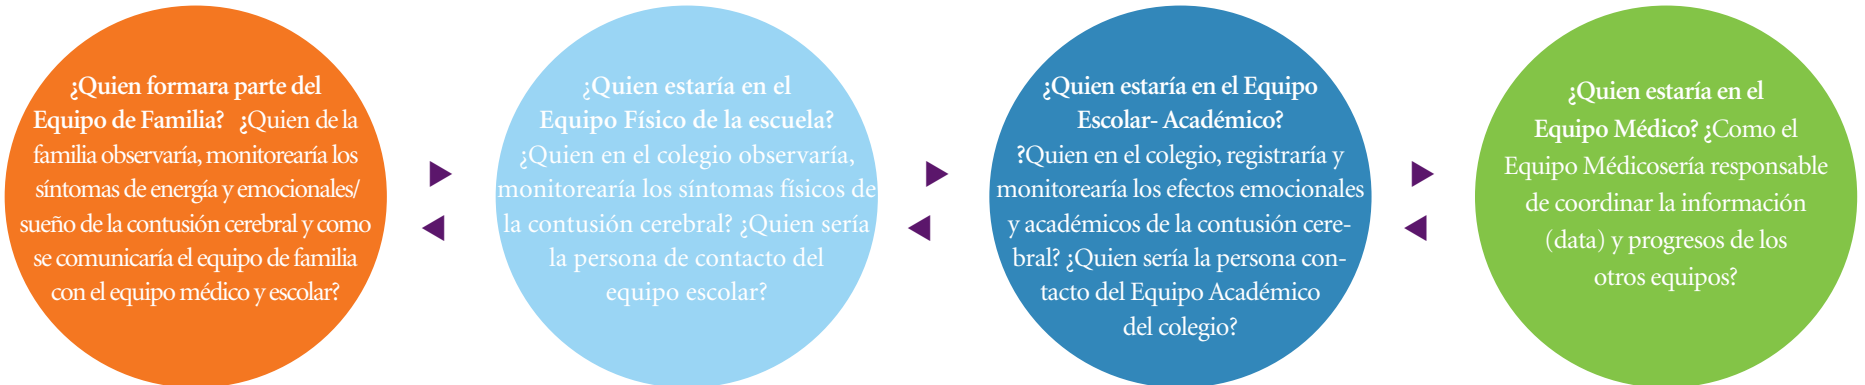 ¿Quien formara parte del
Equipo de Familia? ¿Quien de la
familia observaría, monitorearía los
síntomas de energía y emocionales/
sueño de la contusión cerebral y como
se comunicaría el equipo de familia
con el equipo médico y escolar?
¿Quien estaría en el
Equipo Físico de la escuela?
¿Quien en el colegio observaría,
monitorearía los síntomas físicos de
la contusión cerebral? ¿Quien sería
la persona de contacto del
equipo escolar?
¿Quien estaría en el Equipo
Escolar- Académico?
?Quien en el colegio, registraría y
monitorearía los efectos emocionales
y académicos de la contusión cere-
bral? ¿Quien sería la persona con-
tacto del Equipo Académico
del colegio?
¿Quien estaría en el
Equipo Médico? ¿Como el
Equipo Médicosería responsable
de coordinar la información
(data) y progresos de los
otros equipos?